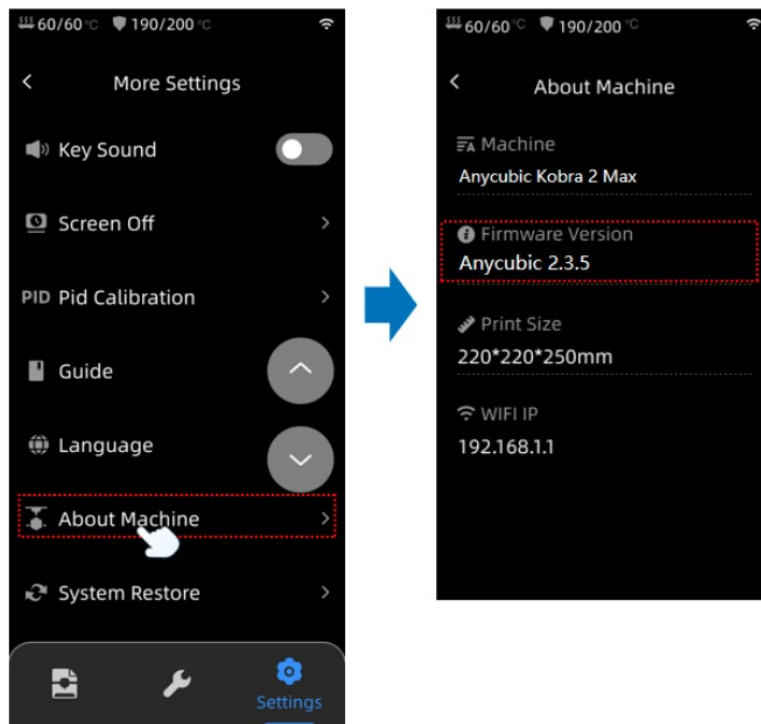 60/60 °C 190/200 °C
More Settings
Key Sound
Screen Off
PID Pid Calibration
Guide
Language
About Machine
System Restore
Settings
60/60 °C 190/200 °C
About Machine
Machine
Anycubic Kobra 2 Max
Firmware Version
Anycubic 2.3.5
Print Size
220*220*250mm
WIFI IP
192.168.1.1